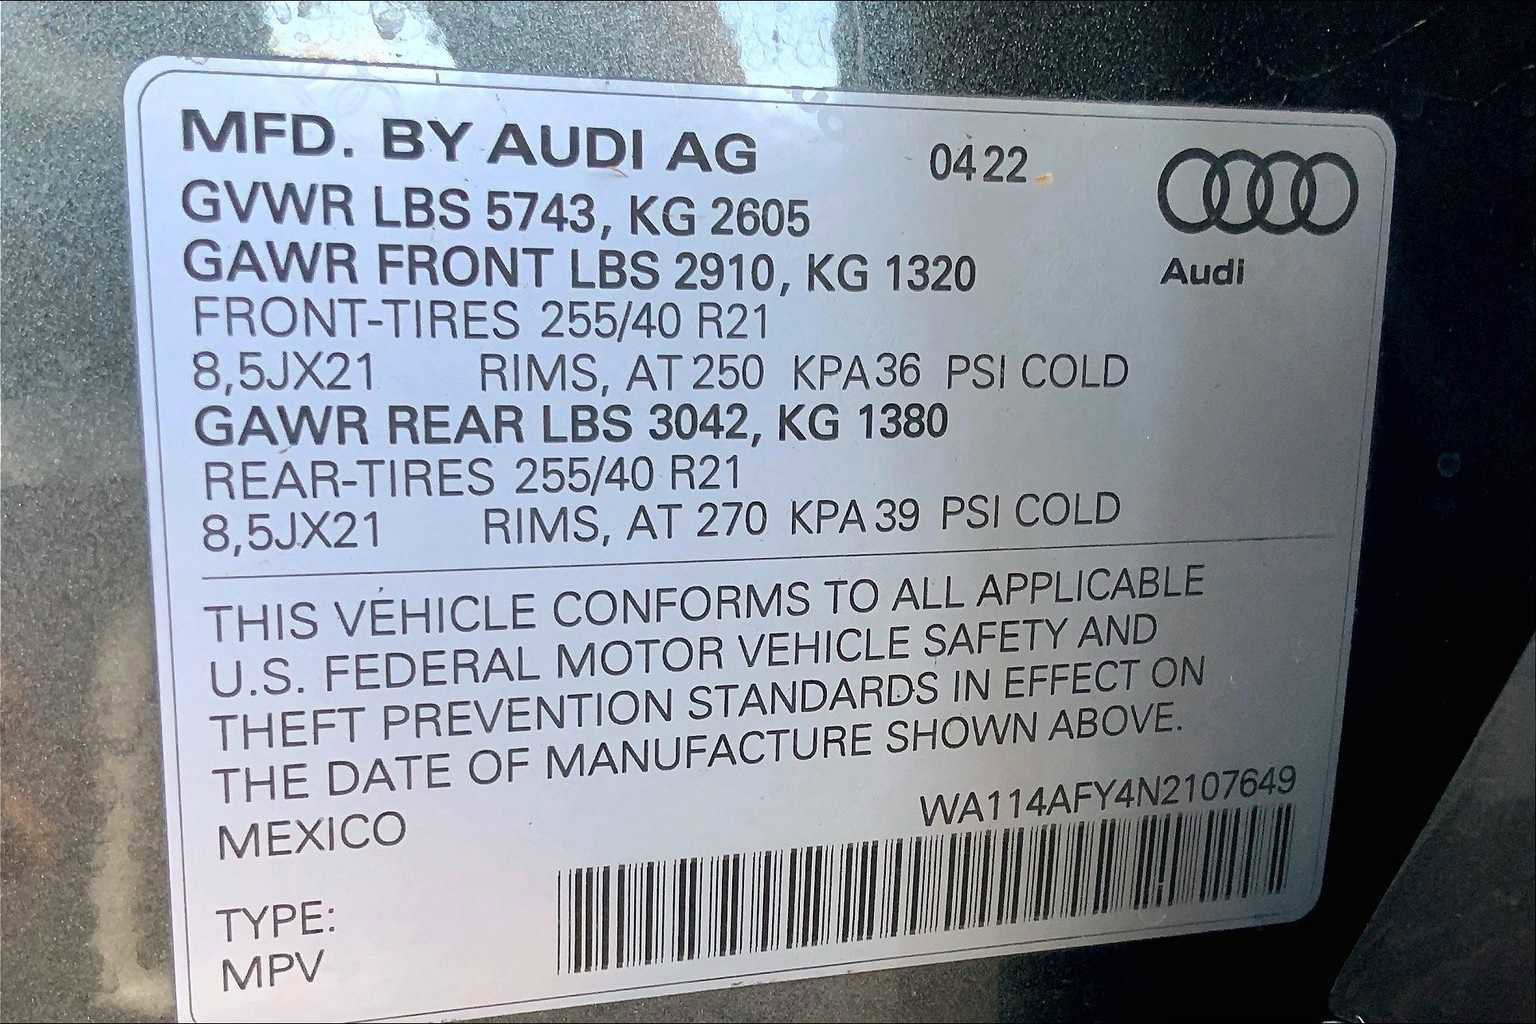 MFD. BY AUDI AG 0422
GVWR LBS 5743, KG 2605
GAWR FRONT LBS 2910, KG 1320
Audi
FRONT-TIRES 255/40 R21
8,5JX21 RIMS, AT 250 KPA 36 PSI COLD
GAWR REAR LBS 3042, KG 1380
REAR-TIRES 255/40 R21
8,5JX21 RIMS, AT 270 KPA 39 PSI COLD
THIS VEHICLE CONFORMS TO ALL APPLICABLE
U.S. FEDERAL MOTOR VEHICLE SAFETY AND
THEFT PREVENTION STANDARDS IN EFFECT ON
THE DATE OF MANUFACTURE SHOWN ABOVE.
MEXICO
WA114AFY4N2107649
TYPE:
MPV